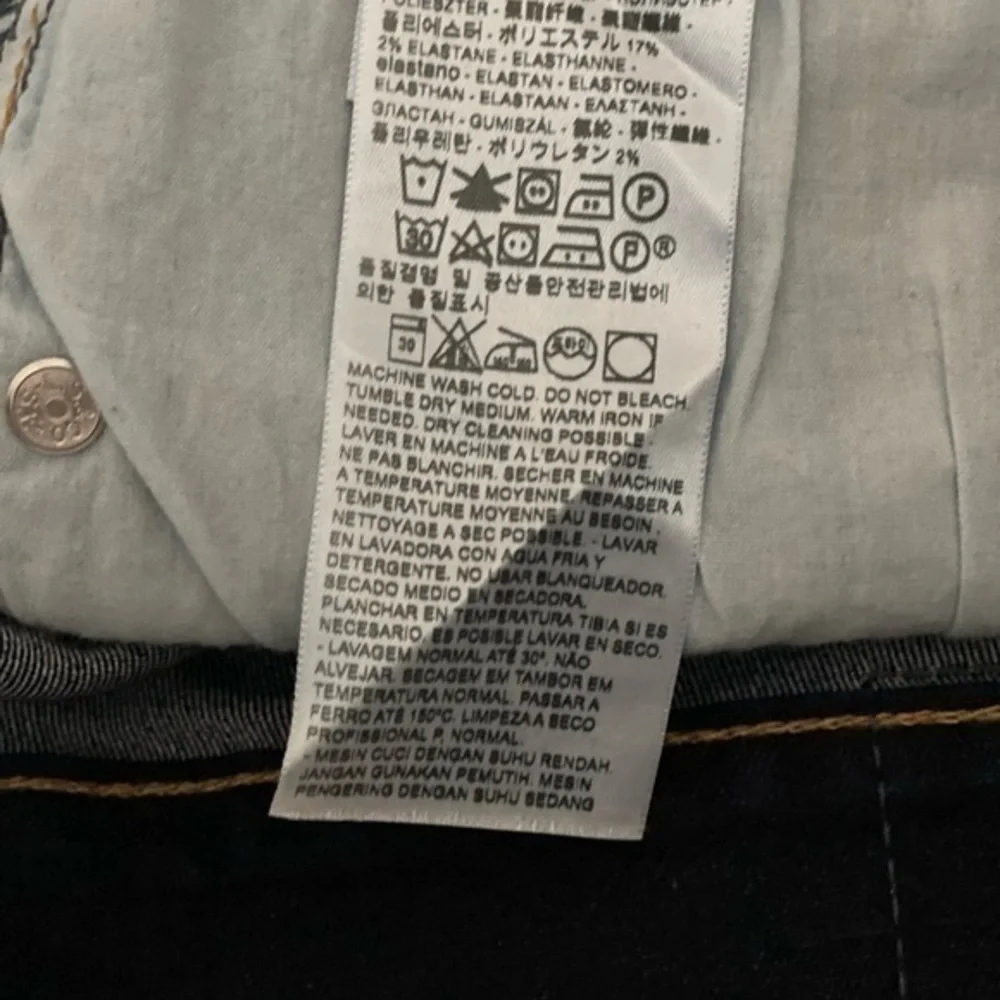 POLIESZTER - 聚酯纖維 - 聚酯纖維 -
폴리에스터 - ポリエステル 17%
2% ELASTANE - ELASTHANNE -
elastano - ELASTAN - ELASTOMERO -
ELASTHAN - ELASTAAN - ΕΛΑΣΤΑΝΗ -
ЭЛАСТАН - GUMISZÁL - 氨綸 - 彈性纖維 -
폴리우레탄 - ポリウレタン 2%
P
30 P ®
품질경영 및 공산품안전관리법에
의한 품질표시
30 드라이
MACHINE WASH COLD. DO NOT BLEACH.
TUMBLE DRY MEDIUM. WARM IRON IF
NEEDED. DRY CLEANING POSSIBLE -
LAVER EN MACHINE A L'EAU FROIDE.
NE PAS BLANCHIR. SECHER EN MACHINE
A TEMPERATURE MOYENNE. REPASSER A
TEMPERATURE MOYENNE AU BESOIN.
NETTOYAGE A SEC POSSIBLE. - LAVAR
EN LAVADORA CON AGUA FRIA Y
DETERGENTE. NO USAR BLANQUEADOR.
SECADO MEDIO EN SECADORA.
PLANCHAR EN TEMPERATURA TIBIA SI ES
NECESARIO. ES POSIBLE LAVAR EN SECO.
- LAVAGEM NORMAL ATÉ 30°. NÃO
ALVEJAR. SECAGEM EM TAMBOR EM
TEMPERATURA NORMAL. PASSAR A
FERRO ATÉ 150°C. LIMPEZA A SECO
PROFISSIONAL P, NORMAL.
- MESIN CUCI DENGAN SUHU RENDAH.
JANGAN GUNAKAN PEMUTIH. MESIN
PENGERING DENGAN SUHU SEDANG